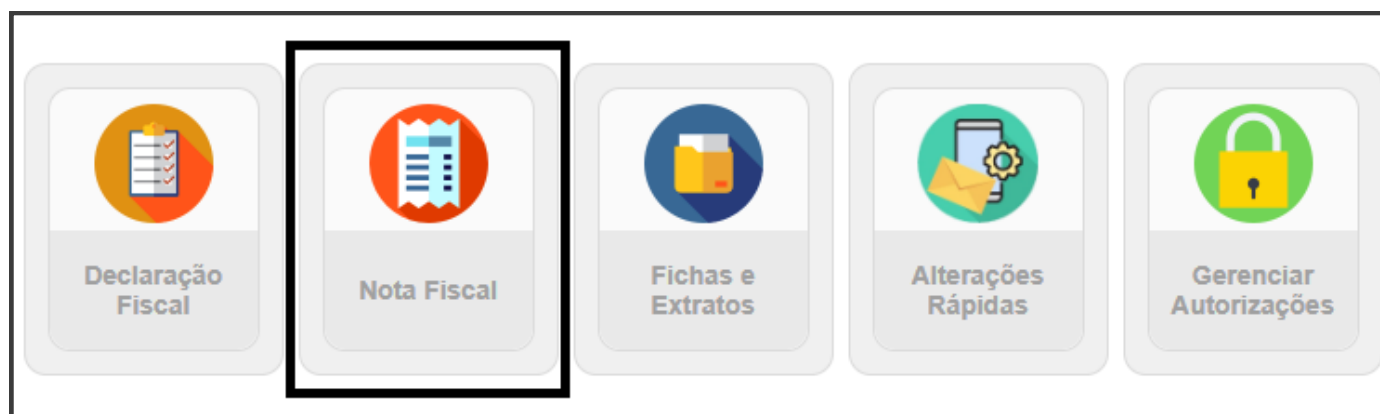 Declaração
Fiscal
Nota Fiscal
Fichas e
Extratos
Alterações
Rápidas
Gerenciar
Autorizações